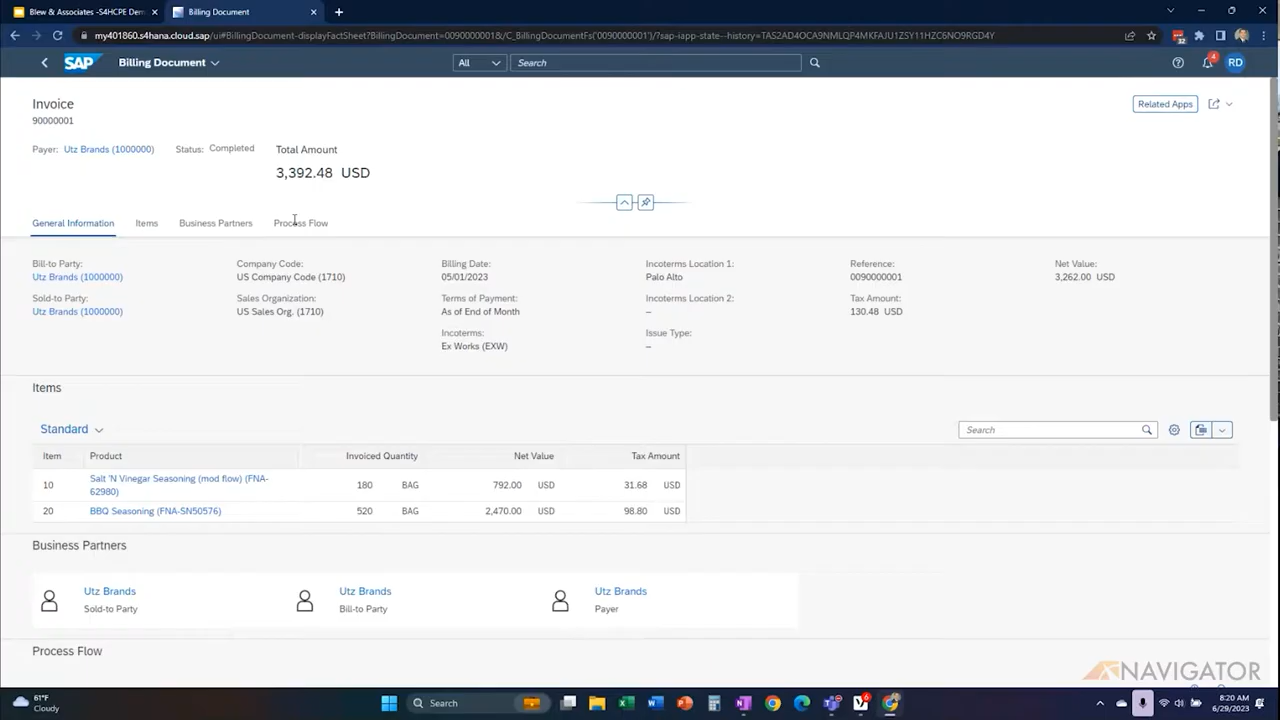 Blew & Associates -S4HCPE Dem
Billing Document
my401860.s4hana.cloud.sap/ui#BillingDocument-displayFactSheet?BillingDocument=0090000001&/C_BillingDocumentFs('0090000001')/?sap-iapp-state--history=TAS2AD4OCA9NMLQP4MKFAJU1ZSY11HZC6NO9RGD4Y
32
SAP
Billing Document
All
Search
4
RD
Invoice
90000001
Related Apps
Payer: Utz Brands (1000000)
Status: Completed
Total Amount
3,392.48 USD
General Information
Items
Business Partners
Process Flow
Bill-to Party:
Utz Brands (1000000)
Sold-to Party:
Utz Brands (1000000)
Company Code:
US Company Code (1710)
Sales Organization:
US Sales Org. (1710)
Billing Date:
05/01/2023
Terms of Payment:
As of End of Month
Incoterms:
Ex Works (EXW)
Incoterms Location 1:
Palo Alto
Incoterms Location 2:
–
Issue Type:
–
Reference:
0090000001
Tax Amount:
130.48 USD
Net Value:
3,262.00 USD
Items
Standard
Search
Item Product Invoiced Quantity Net Value Tax Amount
10 Salt 'N Vinegar Seasoning (mod flow) (FNA-
62980) 180 BAG 792.00 USD 31.68 USD
20 BBQ Seasoning (FNA-SN50576) 520 BAG 2,470.00 USD 98.80 USD
Business Partners
Utz Brands
Sold-to Party
Utz Brands
Bill-to Party
Utz Brands
Payer
Process Flow
NAVIGATOR
61°F
Cloudy
Search
6
8:20 AM
6/29/2023